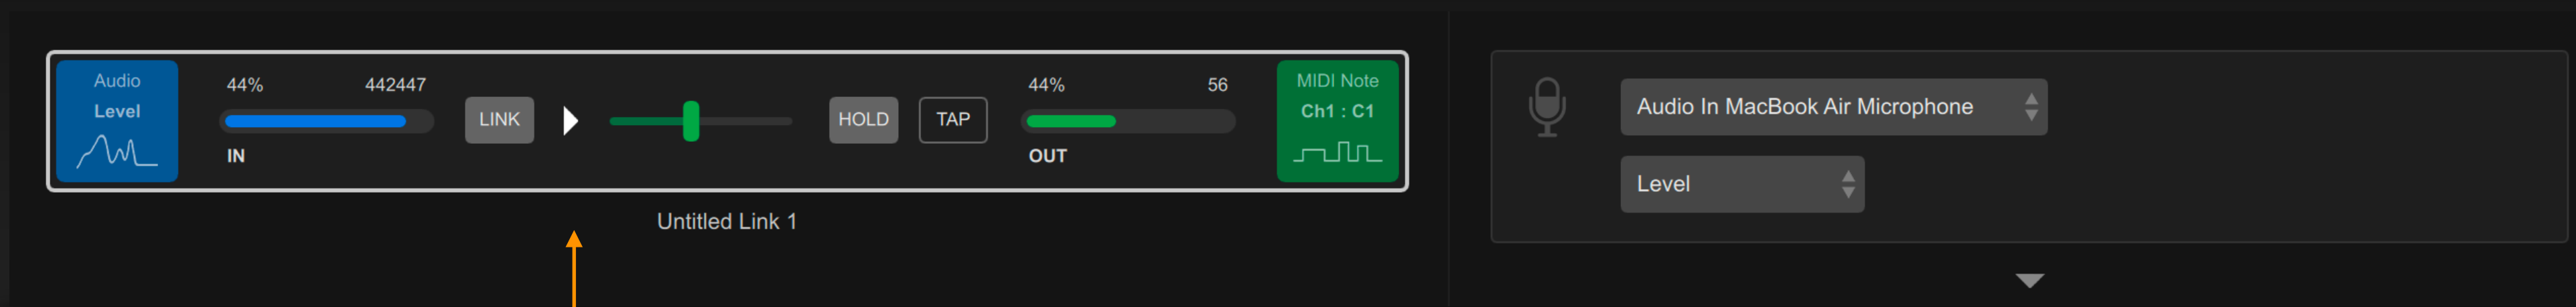 Audio
Level
44% 442447
IN
LINK
HOLD
TAP
44% 56
OUT
MIDI Note
Ch1 : C1
Untitled Link 1
Audio In MacBook Air Microphone
Level